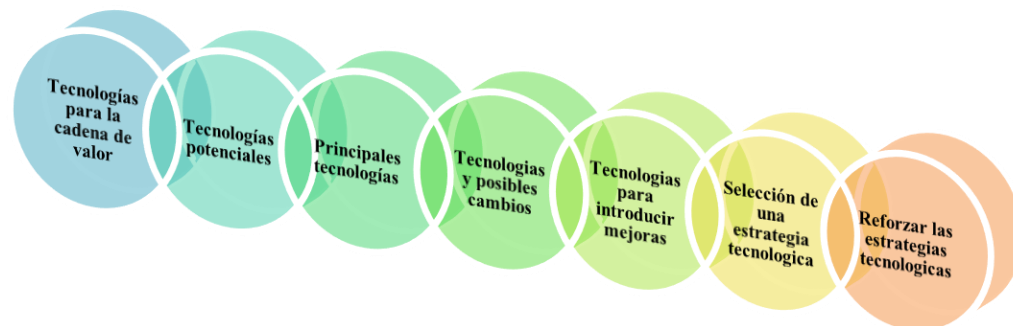 Tecnologías
para la
cadena de
valor
Tecnologías
potenciales
Principales
tecnologías
Tecnologias
y posibles
cambios
Tecnologias
para
introducir
mejoras
Selección de
una
estrategia
tecnologica
Reforzar las
estrategias
tecnologicas